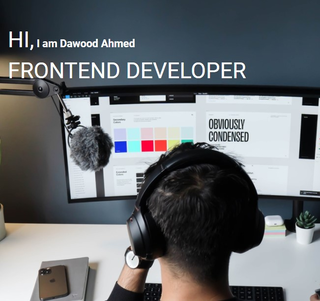 HI, I am Dawood Ahmed
FRONTEND DEVELOPER
OBVIOUSLY
CONDENSED